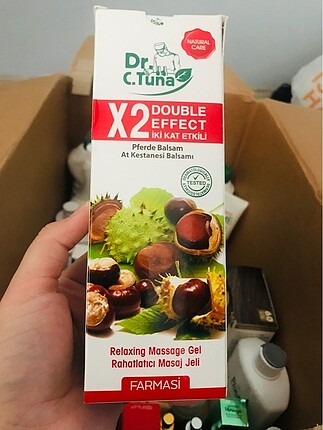 NATURAL
CARE
Dr.
C.Tuna
X2 DOUBLE
EFFECT
İKİ KAT ETKİLİ
Pferde Balsam
At Kestanesi Balsamı
TESTED
Relaxing Massage Gel
Rahatlatıcı Masaj Jeli
FARMASİ